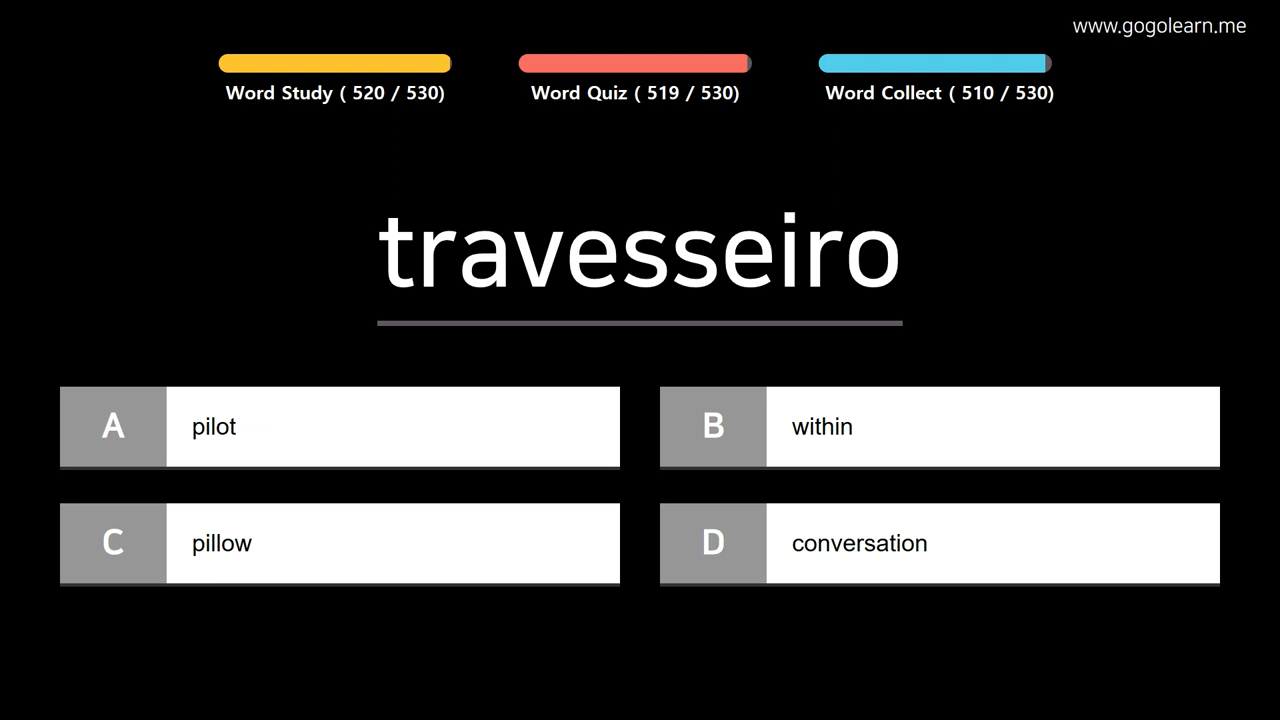 www.gogolearn.me
Word Study ( 520 / 530)
Word Quiz ( 519 / 530)
Word Collect ( 510 / 530)
travesseiro
A pilot
B within
C pillow
D conversation